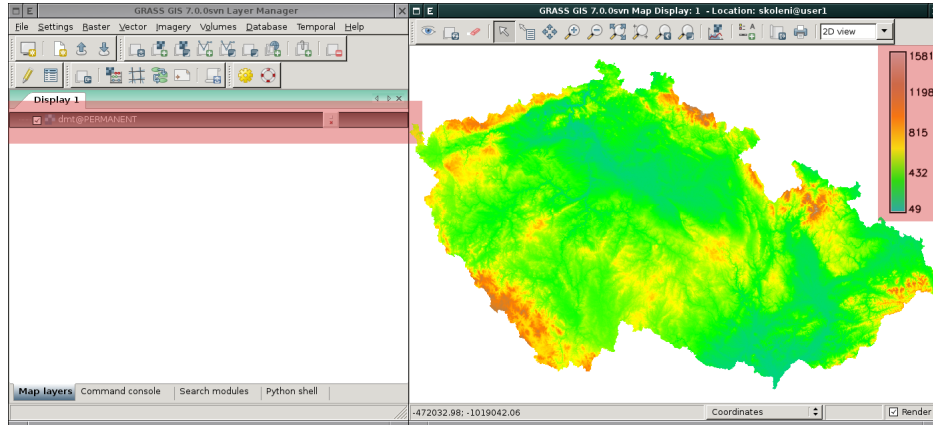 GRASS GIS 7.0.0svn Layer Manager
File Settings Raster Vector Imagery Volumes Database Temporal Help
Display 1
dmt@PERMANENT
Map layers Command console Search modules Python shell
GRASS GIS 7.0.0svn Map Display: 1 - Location: skoleni@user1
2D view
1581
1198
815
432
49
-472032.98; -1019042.06 Coordinates Render